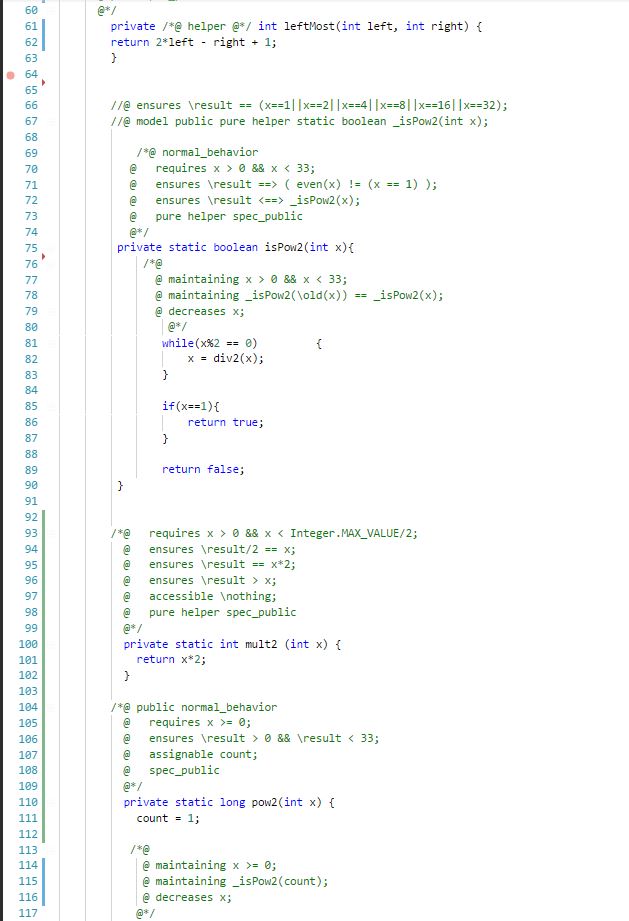 60 @*/
61 private /*@ helper @*/ int leftMost(int left, int right) {
62 return 2*left - right + 1;
63 }
64
65
66 //@ ensures \result == (x==1||x==2||x==4||x==8||x==16||x==32);
67 //@ model public pure helper static boolean _isPow2(int x);
68
69 /*@ normal_behavior
70 @ requires x > 0 && x < 33;
71 @ ensures \result ==> ( even(x) != (x == 1) );
72 @ ensures \result <==> _isPow2(x);
73 @ pure helper spec_public
74 @*/
75 private static boolean isPow2(int x){
76 /*@
77 @ maintaining x > 0 && x < 33;
78 @ maintaining _isPow2(\old(x)) == _isPow2(x);
79 @ decreases x;
80 @*/
81 while(x%2 == 0) {
82 x = div2(x);
83 }
84
85 if(x==1){
86 return true;
87 }
88
89 return false;
90 }
91
92
93 /*@ requires x > 0 && x < Integer.MAX_VALUE/2;
94 @ ensures \result/2 == x;
95 @ ensures \result == x*2;
96 @ ensures \result > x;
97 @ accessible \nothing;
98 @ pure helper spec_public
99 @*/
100 private static int mult2 (int x) {
101 return x*2;
102 }
103
104 /*@ public normal_behavior
105 @ requires x >= 0;
106 @ ensures \result > 0 && \result < 33;
107 @ assignable count;
108 @ spec_public
109 @*/
110 private static long pow2(int x) {
111 count = 1;
112
113 /*@
114 @ maintaining x >= 0;
115 @ maintaining _isPow2(count);
116 @ decreases x;
117 @*/